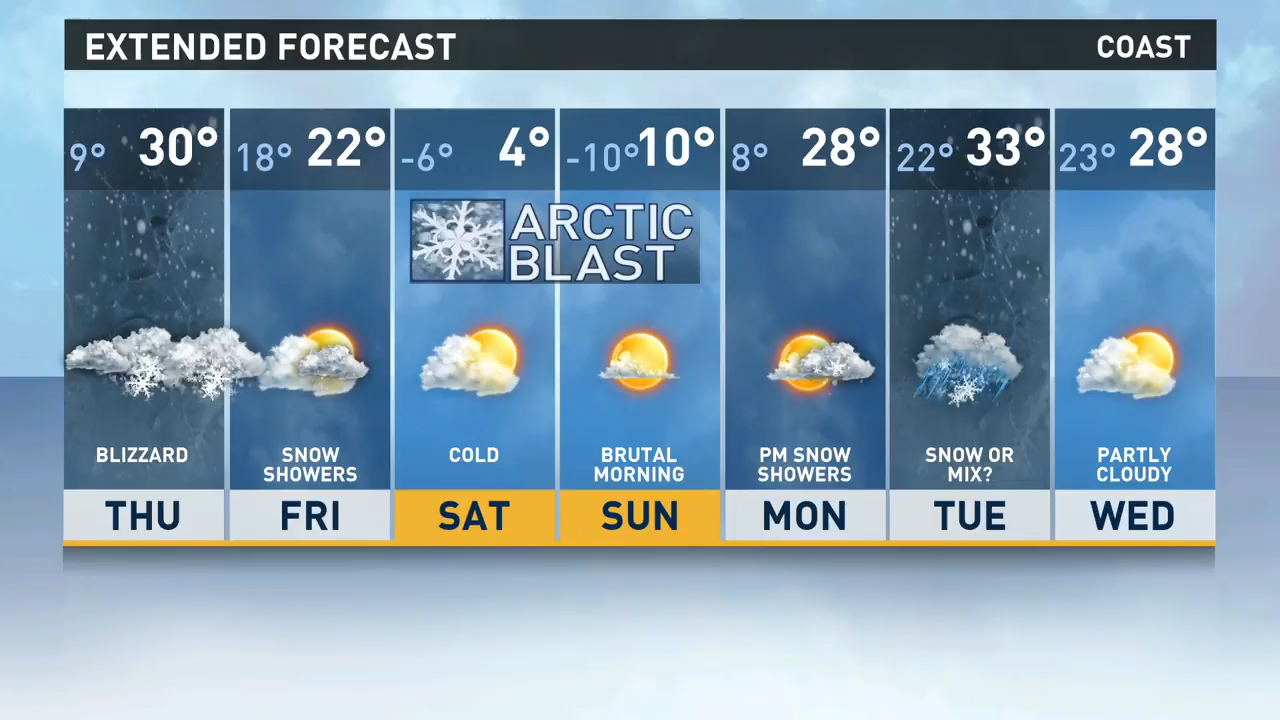 EXTENDED FORECAST
COAST
9° 30°
18° 22°
-6° 4°
-10° 10°
8° 28°
22° 33°
23° 28°
ARCTIC
BLAST
BLIZZARD
SNOW
SHOWERS
COLD
BRUTAL
MORNING
PM SNOW
SHOWERS
SNOW OR
MIX?
PARTLY
CLOUDY
THU
FRI
SAT
SUN
MON
TUE
WED